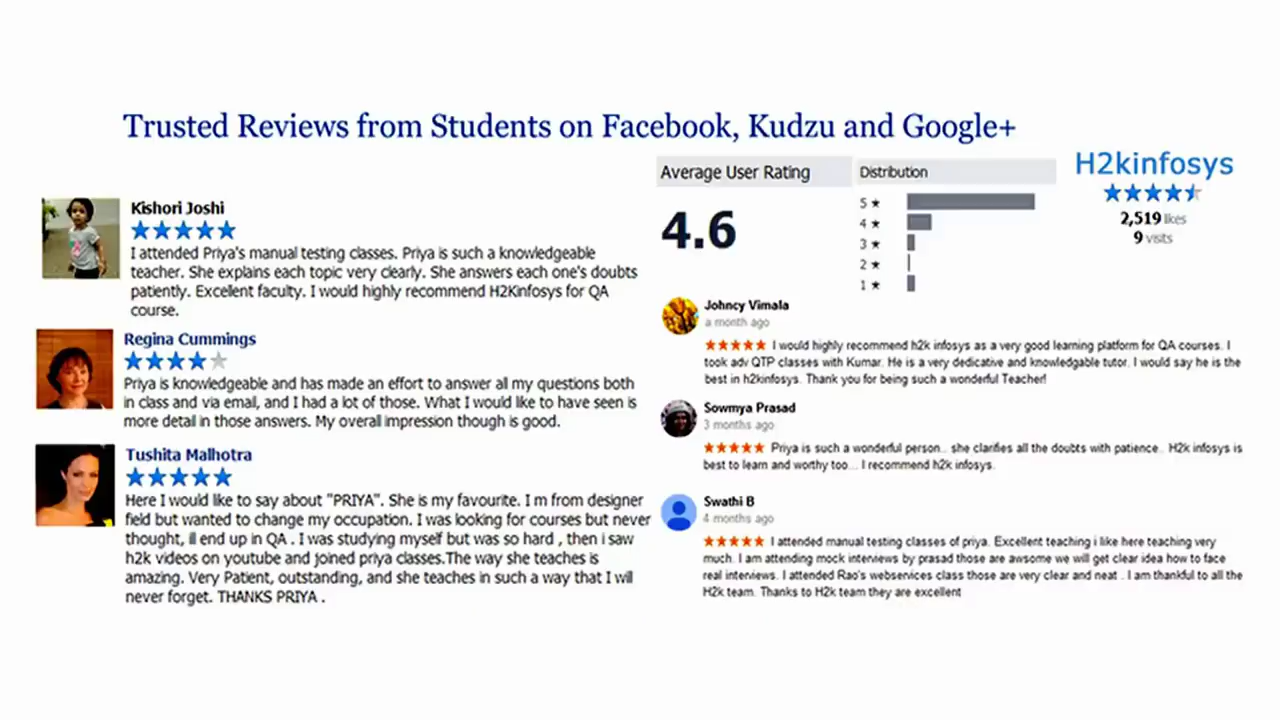 Trusted Reviews from Students on Facebook, Kudzu and Google+
Kishori Joshi
I attended Priya's manual testing classes. Priya is such a knowledgeable
teacher. She explains each topic very clearly. She answers each one's doubts
patiently. Excellent faculty. I would highly recommend H2Kinfosys for QA
course.
Regina Cummings
Priya is knowledgeable and has made an effort to answer all my questions both
in class and via email, and I had a lot of those. What I would like to have seen is
more detail in those answers. My overall impression though is good.
Tushita Malhotra
Here I would like to say about "PRIYA". She is my favourite. I m from designer
field but wanted to change my occupation. I was looking for courses but never
thought, ill end up in QA . I was studying myself but was so hard , then i saw
h2k videos on youtube and joined priya classes.The way she teaches is
amazing. Very Patient, outstanding, and she teaches in such a way that I will
never forget. THANKS PRIYA .
Average User Rating
4.6
Distribution
5 ★
4 ★
3 ★
2 ★
1 ★
H2kinfosys
2,519 likes
9 visits
Johncy Vimala
a month ago
I would highly recommend h2k infosys as a very good learning platform for QA courses. I
took adv QTP classes with Kumar. He is a very dedicative and knowledgable tutor. I would say he is the
best in h2kinfosys. Thank you for being such a wonderful Teacher!
Sowmya Prasad
3 months ago
Priya is such a wonderful person.. she clarifies all the doubts with patience.. H2k infosys is
best to learn and worthy too... I recommend h2k infosys.
Swathi B
4 months ago
I attended manual testing classes of priya. Excellent teaching i like here teaching very
much. I am attending mock interviews by prasad those are awsome we will get clear idea how to face
real interviews. I attended Rao's webservices class those are very clear and neat . I am thankful to all the
H2k team. Thanks to H2k team they are excellent